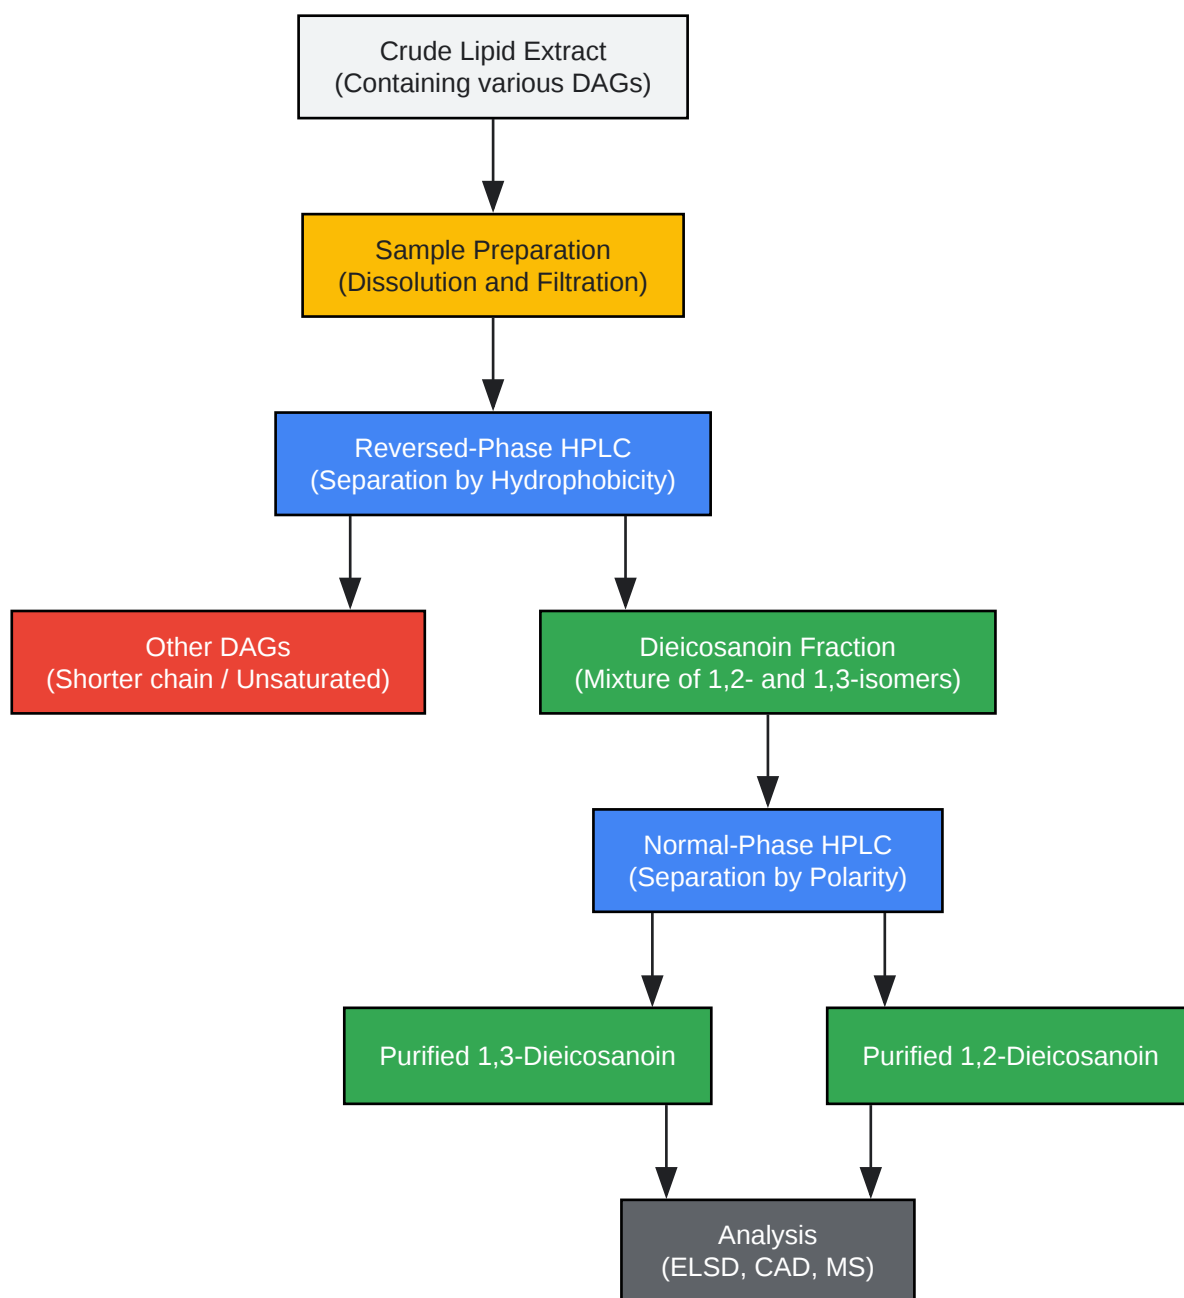 Crude Lipid Extract
(Containing various DAGs)
Sample Preparation
(Dissolution and Filtration)
Reversed-Phase HPLC
(Separation by Hydrophobicity)
Other DAGs
(Shorter chain / Unsaturated)
Dieicosanoin Fraction
(Mixture of 1,2- and 1,3-isomers)
Normal-Phase HPLC
(Separation by Polarity)
Purified 1,3-Dieicosanoin
Purified 1,2-Dieicosanoin
Analysis
(ELSD, CAD, MS)